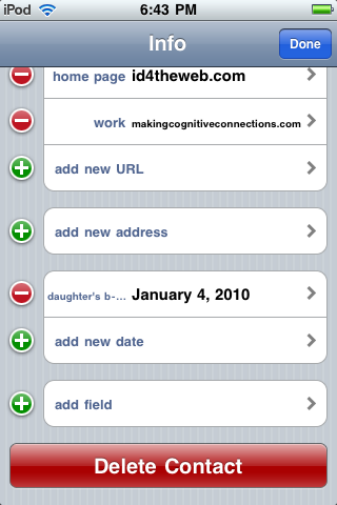 iPod 6:43 PM
Info Done
home page id4theweb.com
work makingcognitiveconnections.com
add new URL
add new address
daughter's b-... January 4, 2010
add new date
add field
Delete Contact